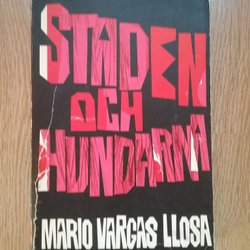 STADEN
OCH
HUNDARNA
MARIO VARGAS LLOSA